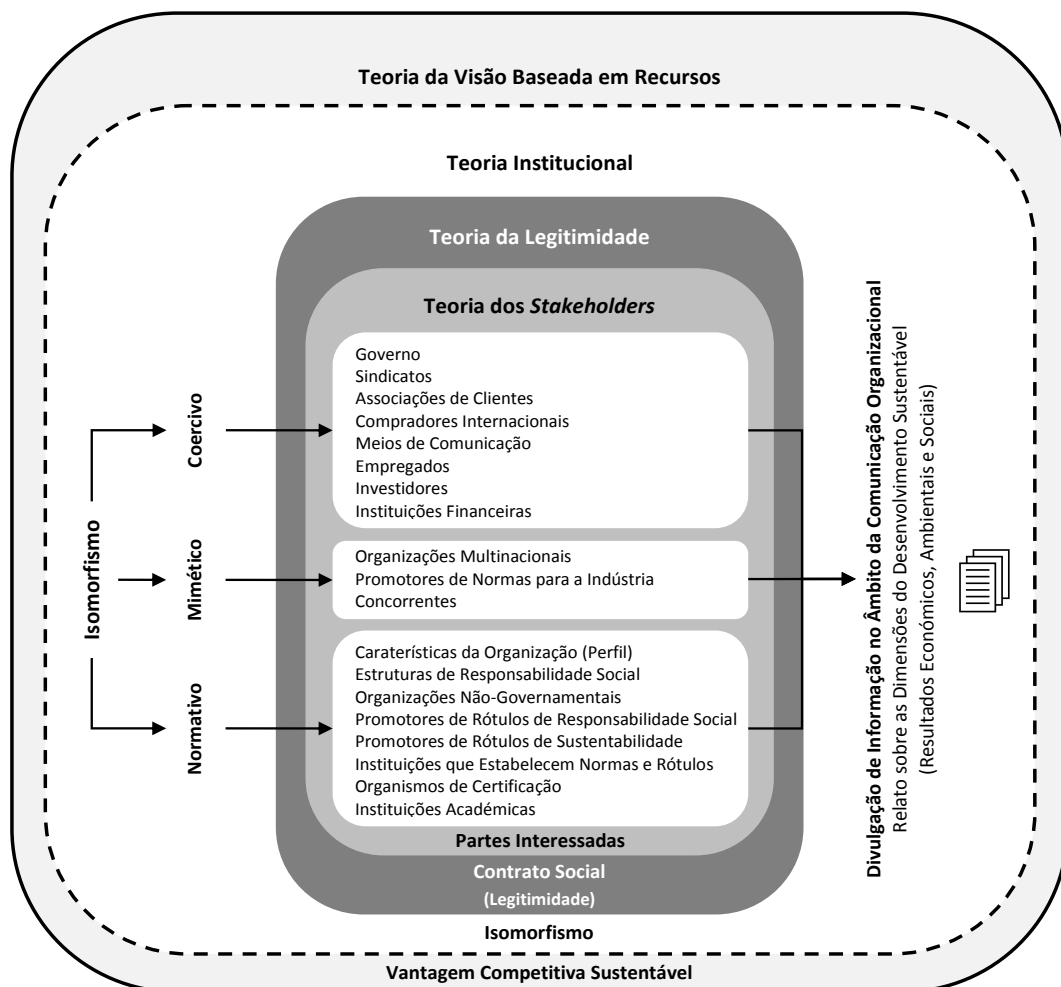 Teoria da Visão Baseada em Recursos
Teoria Institucional
Teoria da Legitimidade
Teoria dos Stakeholders
Isomorfismo
Coercivo
Governo
Sindicatos
Associações de Clientes
Compradores Internacionais
Meios de Comunicação
Empregados
Investidores
Instituições Financeiras
Mimético
Organizações Multinacionais
Promotores de Normas para a Indústria
Concorrentes
Normativo
Caraterísticas da Organização (Perfil)
Estruturas de Responsabilidade Social
Organizações Não-Governamentais
Promotores de Rótulos de Responsabilidade Social
Promotores de Rótulos de Sustentabilidade
Instituições que Estabelecem Normas e Rótulos
Organismos de Certificação
Instituições Académicas
Partes Interessadas
Contrato Social
(Legitimidade)
Isomorfismo
Vantagem Competitiva Sustentável
Divulgação de Informação no Âmbito da Comunicação Organizacional
Relato sobre as Dimensões do Desenvolvimento Sustentável
(Resultados Económicos, Ambientais e Sociais)